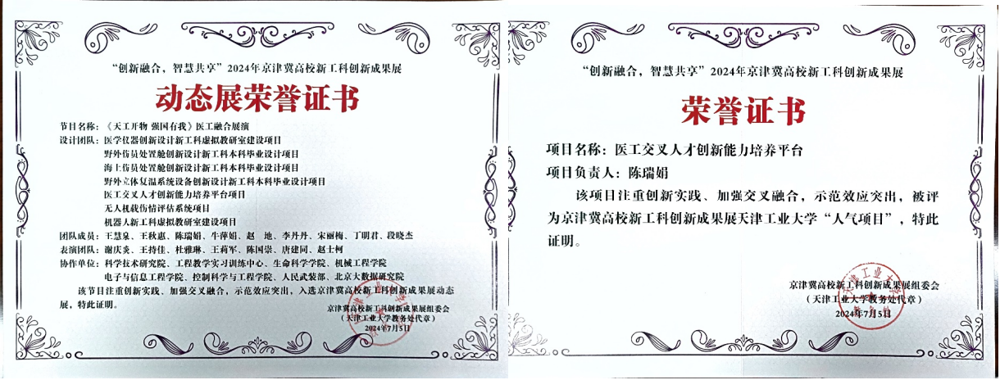 “创新融合，智慧共享”2024年京津冀高校新工科创新成果展
动态展荣誉证书
节目名称：《天工开物 强国有我》医工融合展演
设计团队：医学仪器创新设计新工科虚拟教研室建设项目
野外伤员处置舱创新设计新工科本科毕业设计项目
海上伤员处置舱创新设计新工科本科毕业设计项目
野外立体复温系统设备创新设计新工科本科毕业设计项目
医工交叉人才创新能力培养平台项目
无人机载伤情评估系统项目
机器人新工科虚拟教研室建设项目
团队成员：王慧泉、王秋惠、陈瑞娟、牛萍娟、赵　地、李丹丹、宋丽梅、丁明君、段晓杰
表演团队：谢庆炎、王持佳、杜雅琳、王莉军、陈国崇、唐建同、赵士柯
协作单位：科学技术研究院、工程教学实习训练中心、生命科学学院、机械工程学院
电子与信息工程学院、控制科学与工程学院、人民武装部、北京大数据研究院
该节目注重创新实践、加强交叉融合，示范效应突出，入选京津冀高校新工科创新成果展动态
展，特此证明。
京津冀高校新工科创新成果展组委会
（天津工业大学教务处代章）
2024年7月5日
“创新融合，智慧共享”2024年京津冀高校新工科创新成果展
荣誉证书
项目名称：医工交叉人才创新能力培养平台
项目负责人：陈瑞娟
该项目注重创新实践、加强交叉融合，示范效应突出，被评
为京津冀高校新工科创新成果展天津工业大学“人气项目”，特此
证明。
京津冀高校新工科创新成果展组委会
（天津工业大学教务处代章）
2024年7月5日